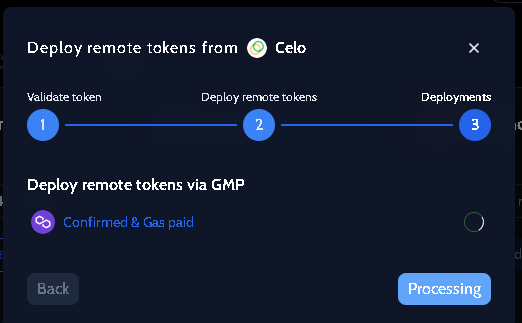 Deploy remote tokens from Celo
Validate token
Deploy remote tokens
Deployments
1
2
3
Deploy remote tokens via GMP
Confirmed & Gas paid
Back
Processing